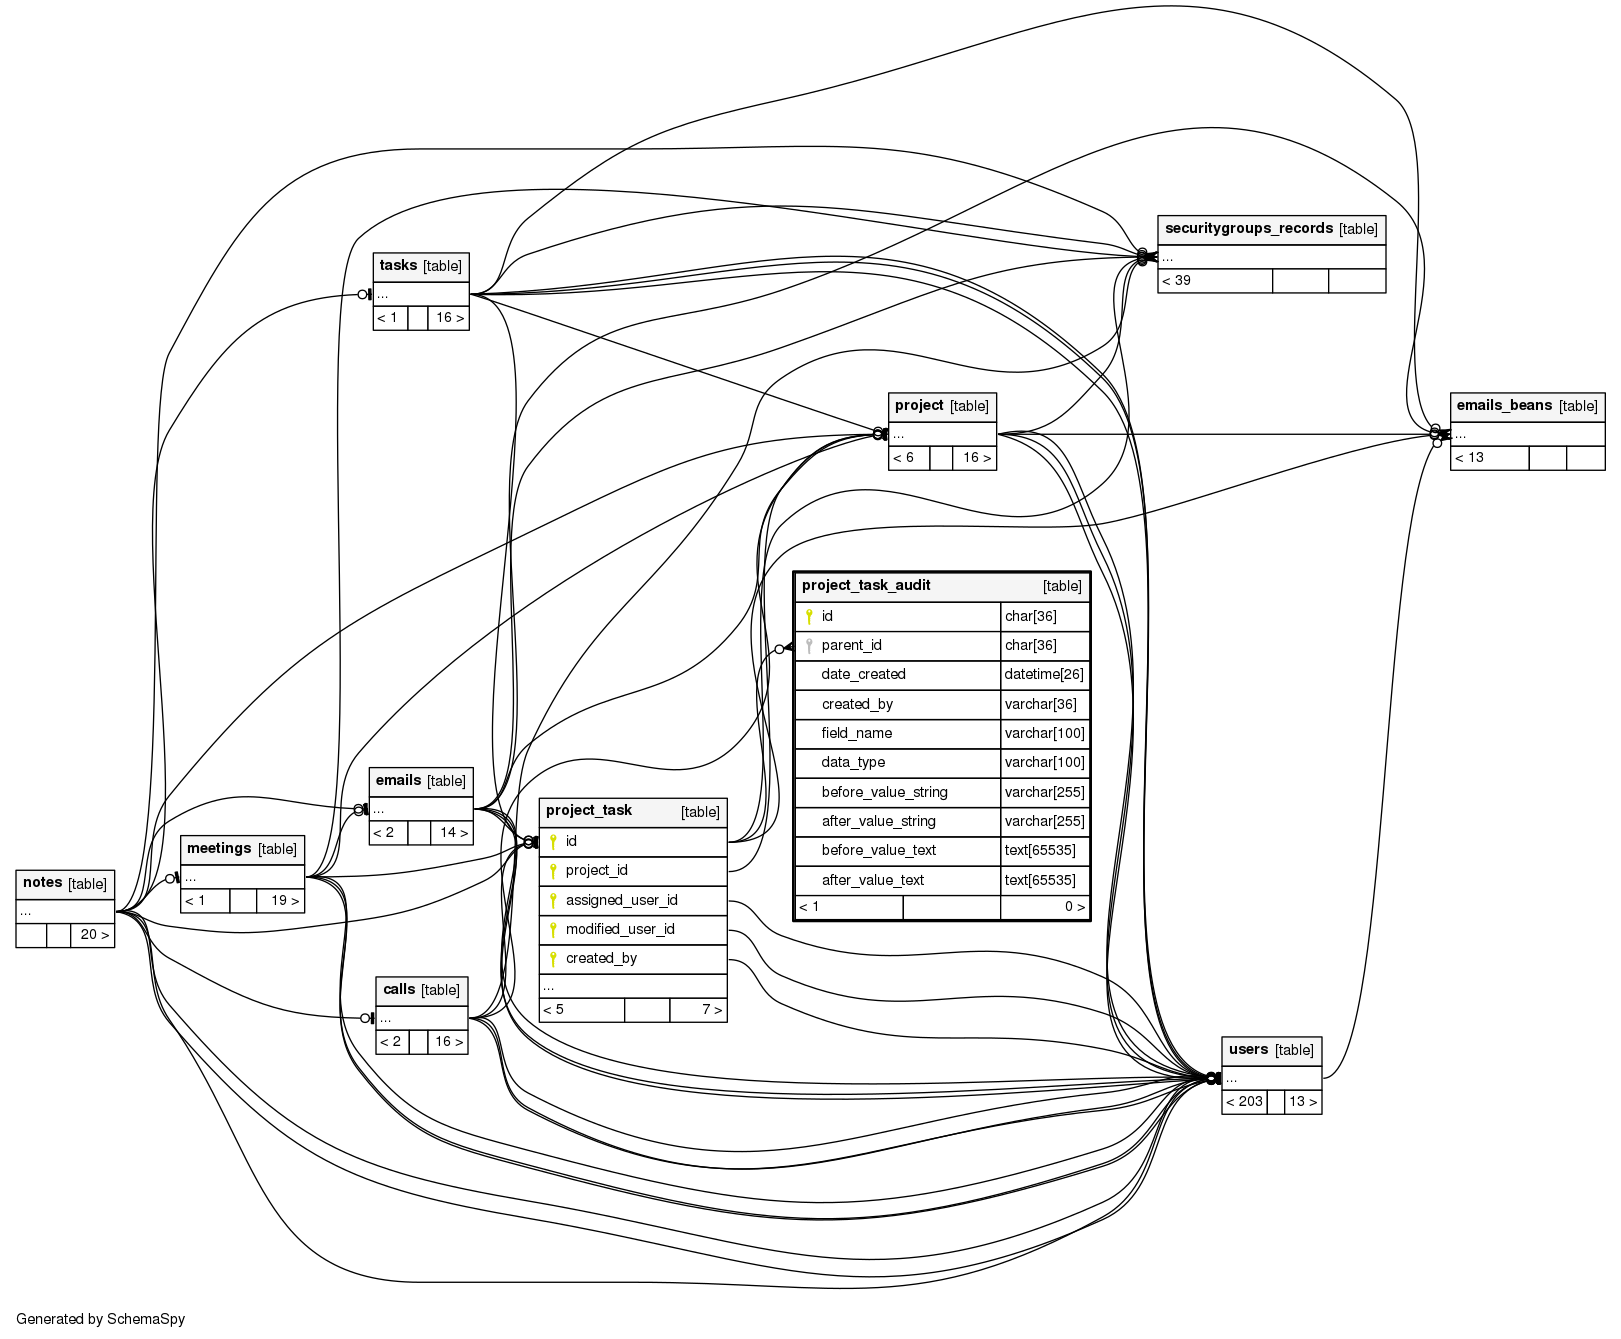 securitygroups_records [table]
...
< 39
tasks [table]
...
< 1 16 >
project [table]
...
< 6 16 >
emails_beans [table]
...
< 13
project_task_audit [table]
id char[36]
parent_id char[36]
date_created datetime[26]
created_by varchar[36]
field_name varchar[100]
data_type varchar[100]
before_value_string varchar[255]
after_value_string varchar[255]
before_value_text text[65535]
after_value_text text[65535]
< 1 0 >
emails [table]
...
< 2 14 >
project_task [table]
id
project_id
assigned_user_id
modified_user_id
created_by
...
< 5 7 >
meetings [table]
...
< 1 19 >
notes [table]
...
20 >
calls [table]
...
< 2 16 >
users [table]
...
< 203 13 >
Generated by SchemaSpy